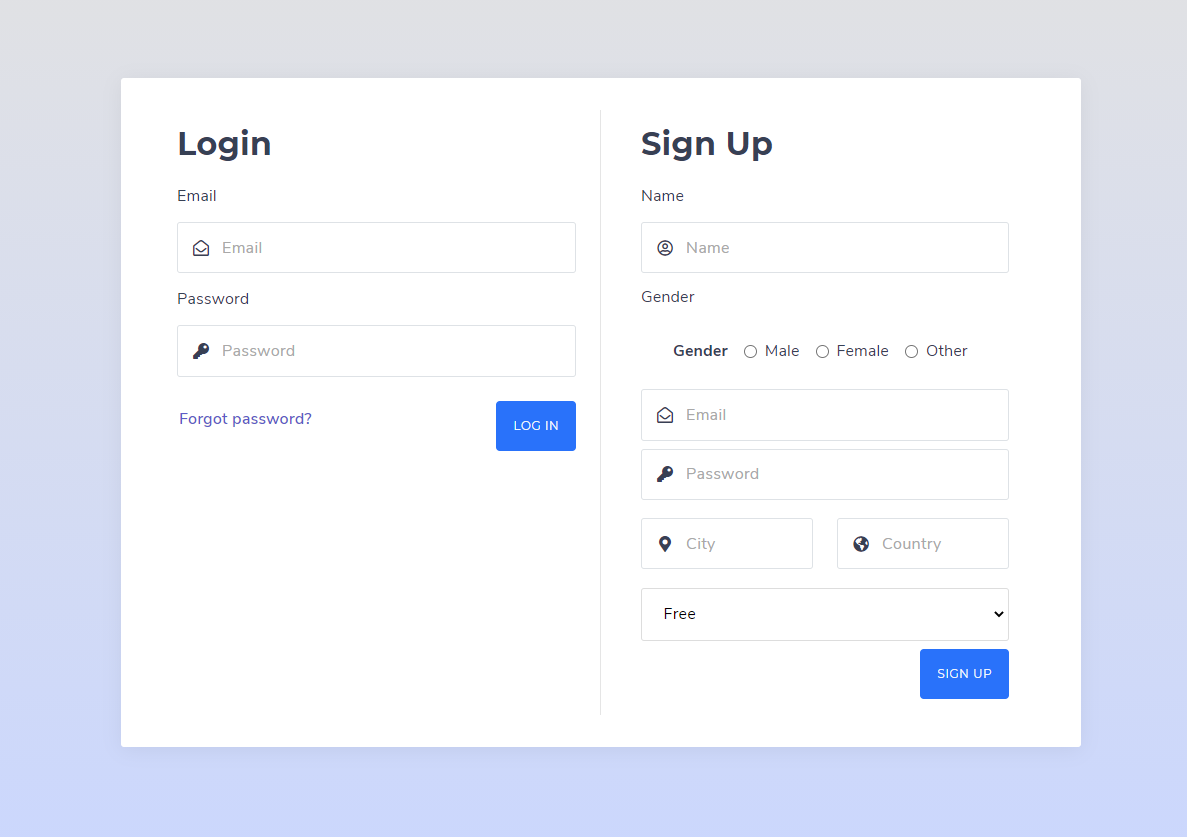 Login
Email
Email
Password
Password
Forgot password?
LOG IN
Sign Up
Name
Name
Gender
Gender Male Female Other
Email
Password
City Country
Free
SIGN UP